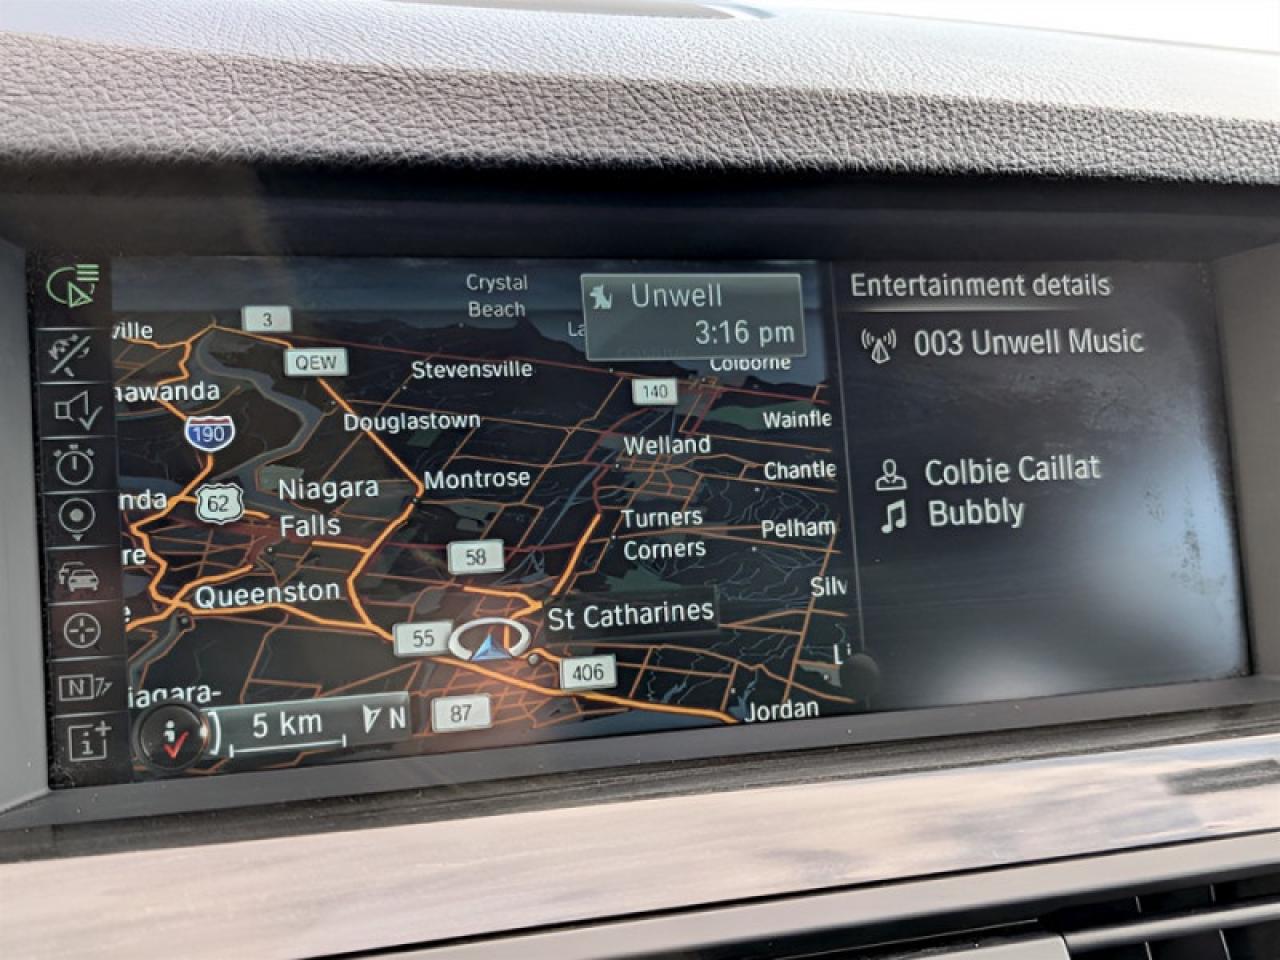 Crystal
Beach
Unwell
3:16 pm
Entertainment details
003 Unwell Music
Colbie Caillat
Bubbly
3
ville
QEW
Stevensville
Colborne
140
nawanda
Douglastown
Wainfle
190
Welland
Montrose
Chantle
Niagara
Falls
nda
62
Turners
Corners
Pelham
58
re
Queenston
Silv
St Catharines
55
406
iagara-
Jordan
87
5 km
N